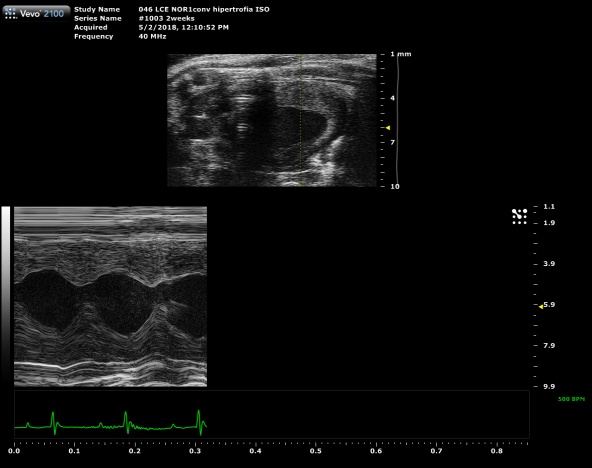 Vevo 2100
Study Name 046 LCE NOR1conv hipertrofia ISO
Series Name #1003 2weeks
Acquired 5/2/2018, 12:10:52 PM
Frequency 40 MHz
1 mm
4
7
10
1.1
1.9
3.9
5.9
7.9
9.9
500 BPM
0.0 0.1 0.2 0.3 0.4 0.5 0.6 0.7 0.8